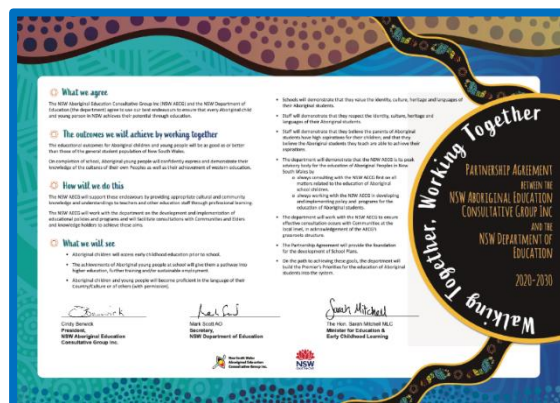 What we agree
The NSW Aboriginal Education Consultative Group Inc (NSW AECG) and the NSW Department of
Education (the department) agree to use our best endeavours to ensure that every Aboriginal child
and young person in NSW achieves their potential through education.
The outcomes we will achieve by working together
The educational outcomes for Aboriginal children and young people will be as good as or better
than those of the general student population of New South Wales.
On completion of school, Aboriginal young people will confidently express and demonstrate their
knowledge of the cultures of their own Peoples as well as their achievement of western education.
How will we do this
The NSW AECG will support these endeavours by providing appropriate cultural and community
knowledge and understandings to teachers and other education staff through professional learning.
The NSW AECG will work with the department on the development and implementation of
educational policies and programs and will facilitate consultations with Communities and Elders
and knowledge holders to achieve these aims.
What we will see
• Aboriginal children will access early childhood education prior to school.
• The achievements of Aboriginal young people at school will give them a pathway into
higher education, further training and/or sustainable employment.
• Aboriginal children and young people will become proficient in the language of their
Country/culture or of others (with permission).
• Schools will demonstrate that they value the identity, culture, heritage and languages of
their Aboriginal students.
• Staff will demonstrate that they respect the identity, culture, heritage and
languages of their Aboriginal students.
• Staff will demonstrate that they believe the parents of Aboriginal
students have high aspirations for their children, and that they
believe the Aboriginal students they teach are able to achieve their
aspirations.
• The department will demonstrate that the NSW AECG is its peak
advisory body for the education of Aboriginal Peoples in New
South Wales by
always consulting with the NSW AECG first on all
matters related to the education of Aboriginal
school children.
always working with the NSW AECG in developing
and implementing policy and programs for the
education of Aboriginal students.
• The department will work with the NSW AECG to ensure
effective consultation occurs with Communities at the
local level, in acknowledgement of the AECG's
grassroots structure.
• The Partnership Agreement will provide the foundation
for the development of School Plans.
• On the path to achieving these goals, the department will
build the Premier's Priorities for the education of Aboriginal
students into the system.
Cindy Berwick
President,
NSW Aboriginal Education
Consultative Group Inc.
Mark Scott AO
Secretary,
NSW Department of Education
Sarah Mitchell
The Hon. Sarah Mitchell MLC
Minister for Education &
Early Childhood Learning
New South Wales
Aboriginal Education
Consultative Group Inc.
NSW
Walking Together, Working Together
PARTNERSHIP AGREEMENT
BETWEEN THE
NSW ABORIGINAL EDUCATION
CONSULTATIVE GROUP INC
AND THE
NSW DEPARTMENT OF
EDUCATION
2020-2030